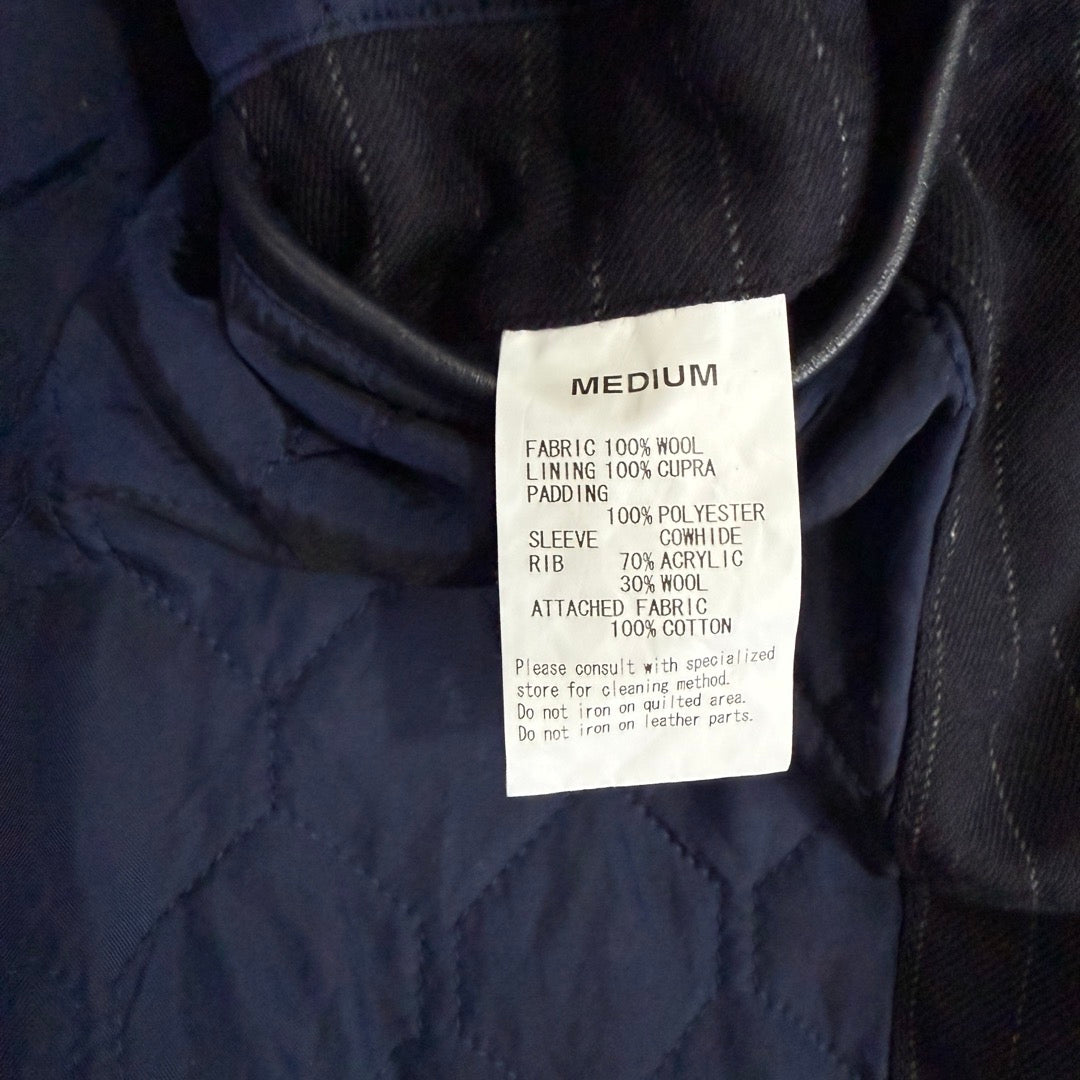 MEDIUM
FABRIC 100% WOOL
LINING 100% CUPRA
PADDING
100% POLYESTER
SLEEVE COWHIDE
RIB 70% ACRYLIC
30% WOOL
ATTACHED FABRIC
100% COTTON
Please consult with specialized
store for cleaning method.
Do not iron on quilted area.
Do not iron on leather parts.